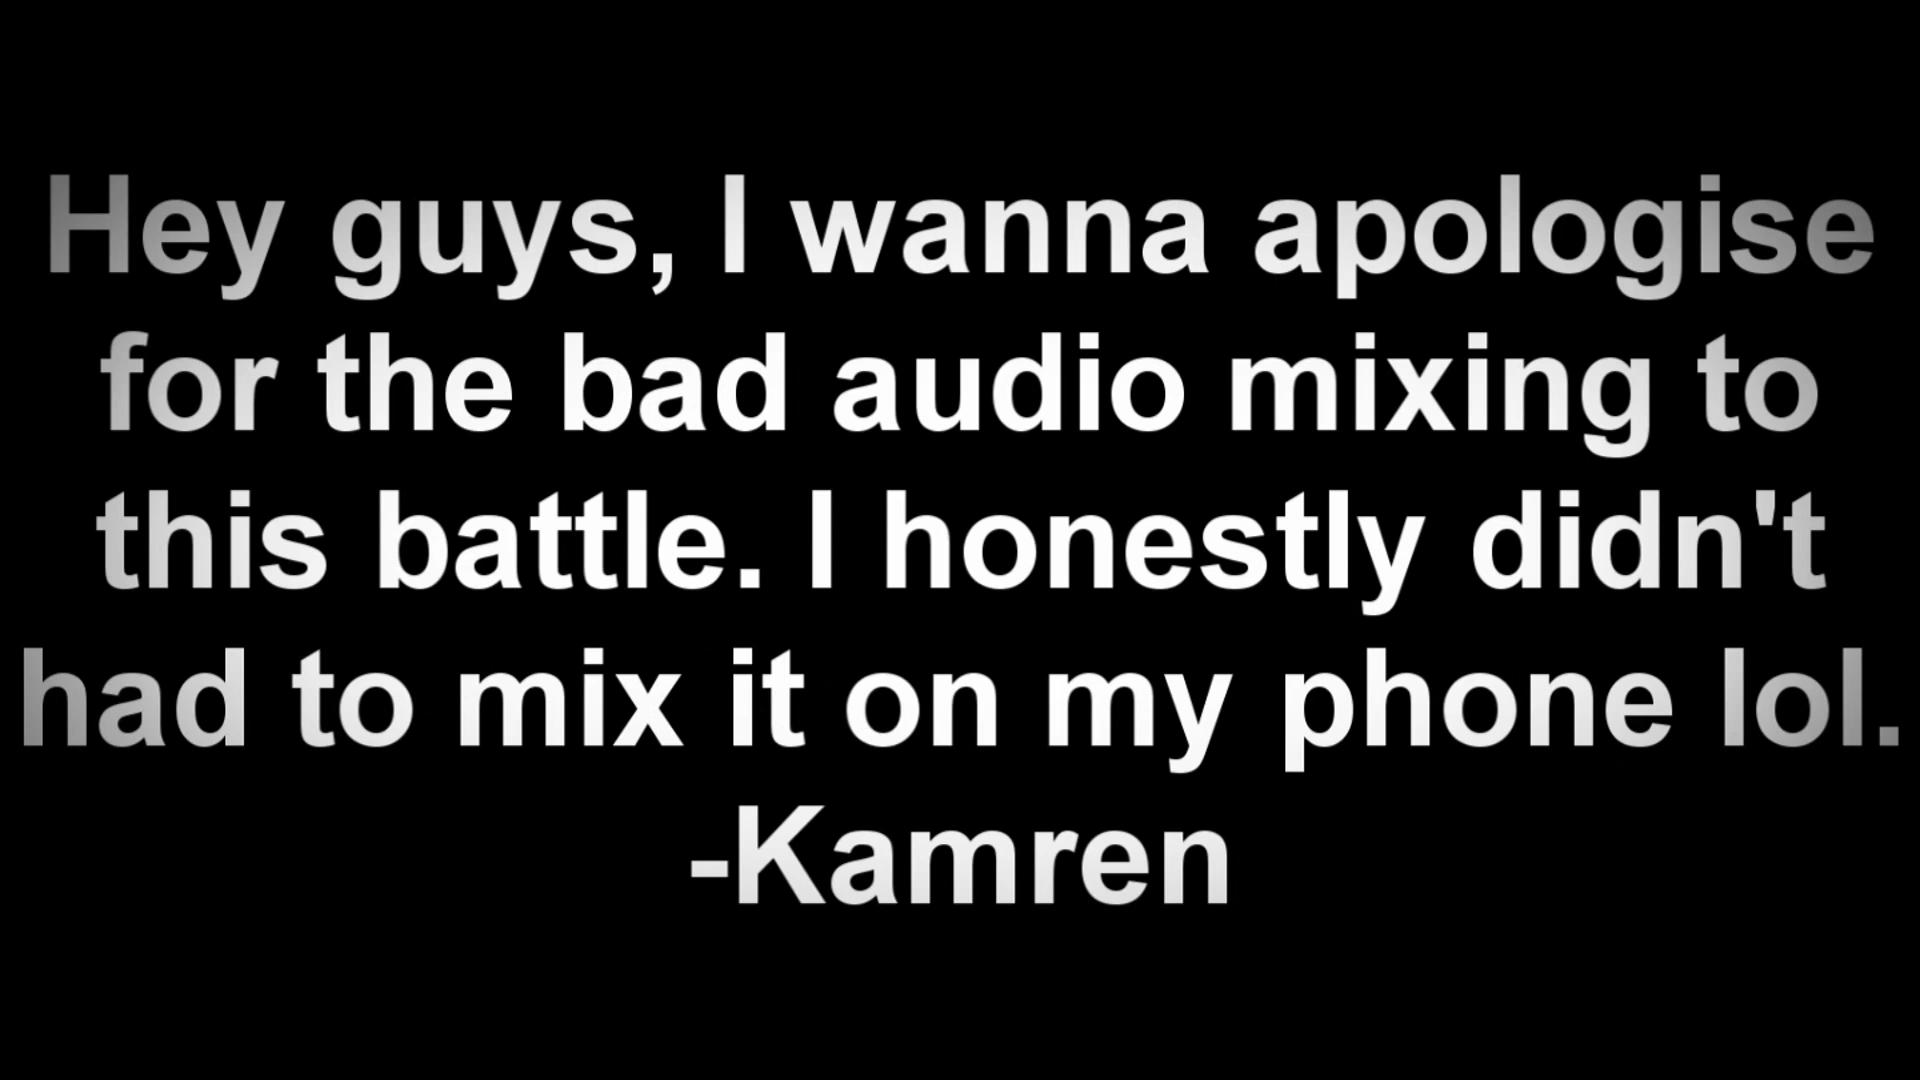 Hey guys, I wanna apologise
for the bad audio mixing to
this battle. I honestly didn't
had to mix it on my phone lol.
-Kamren